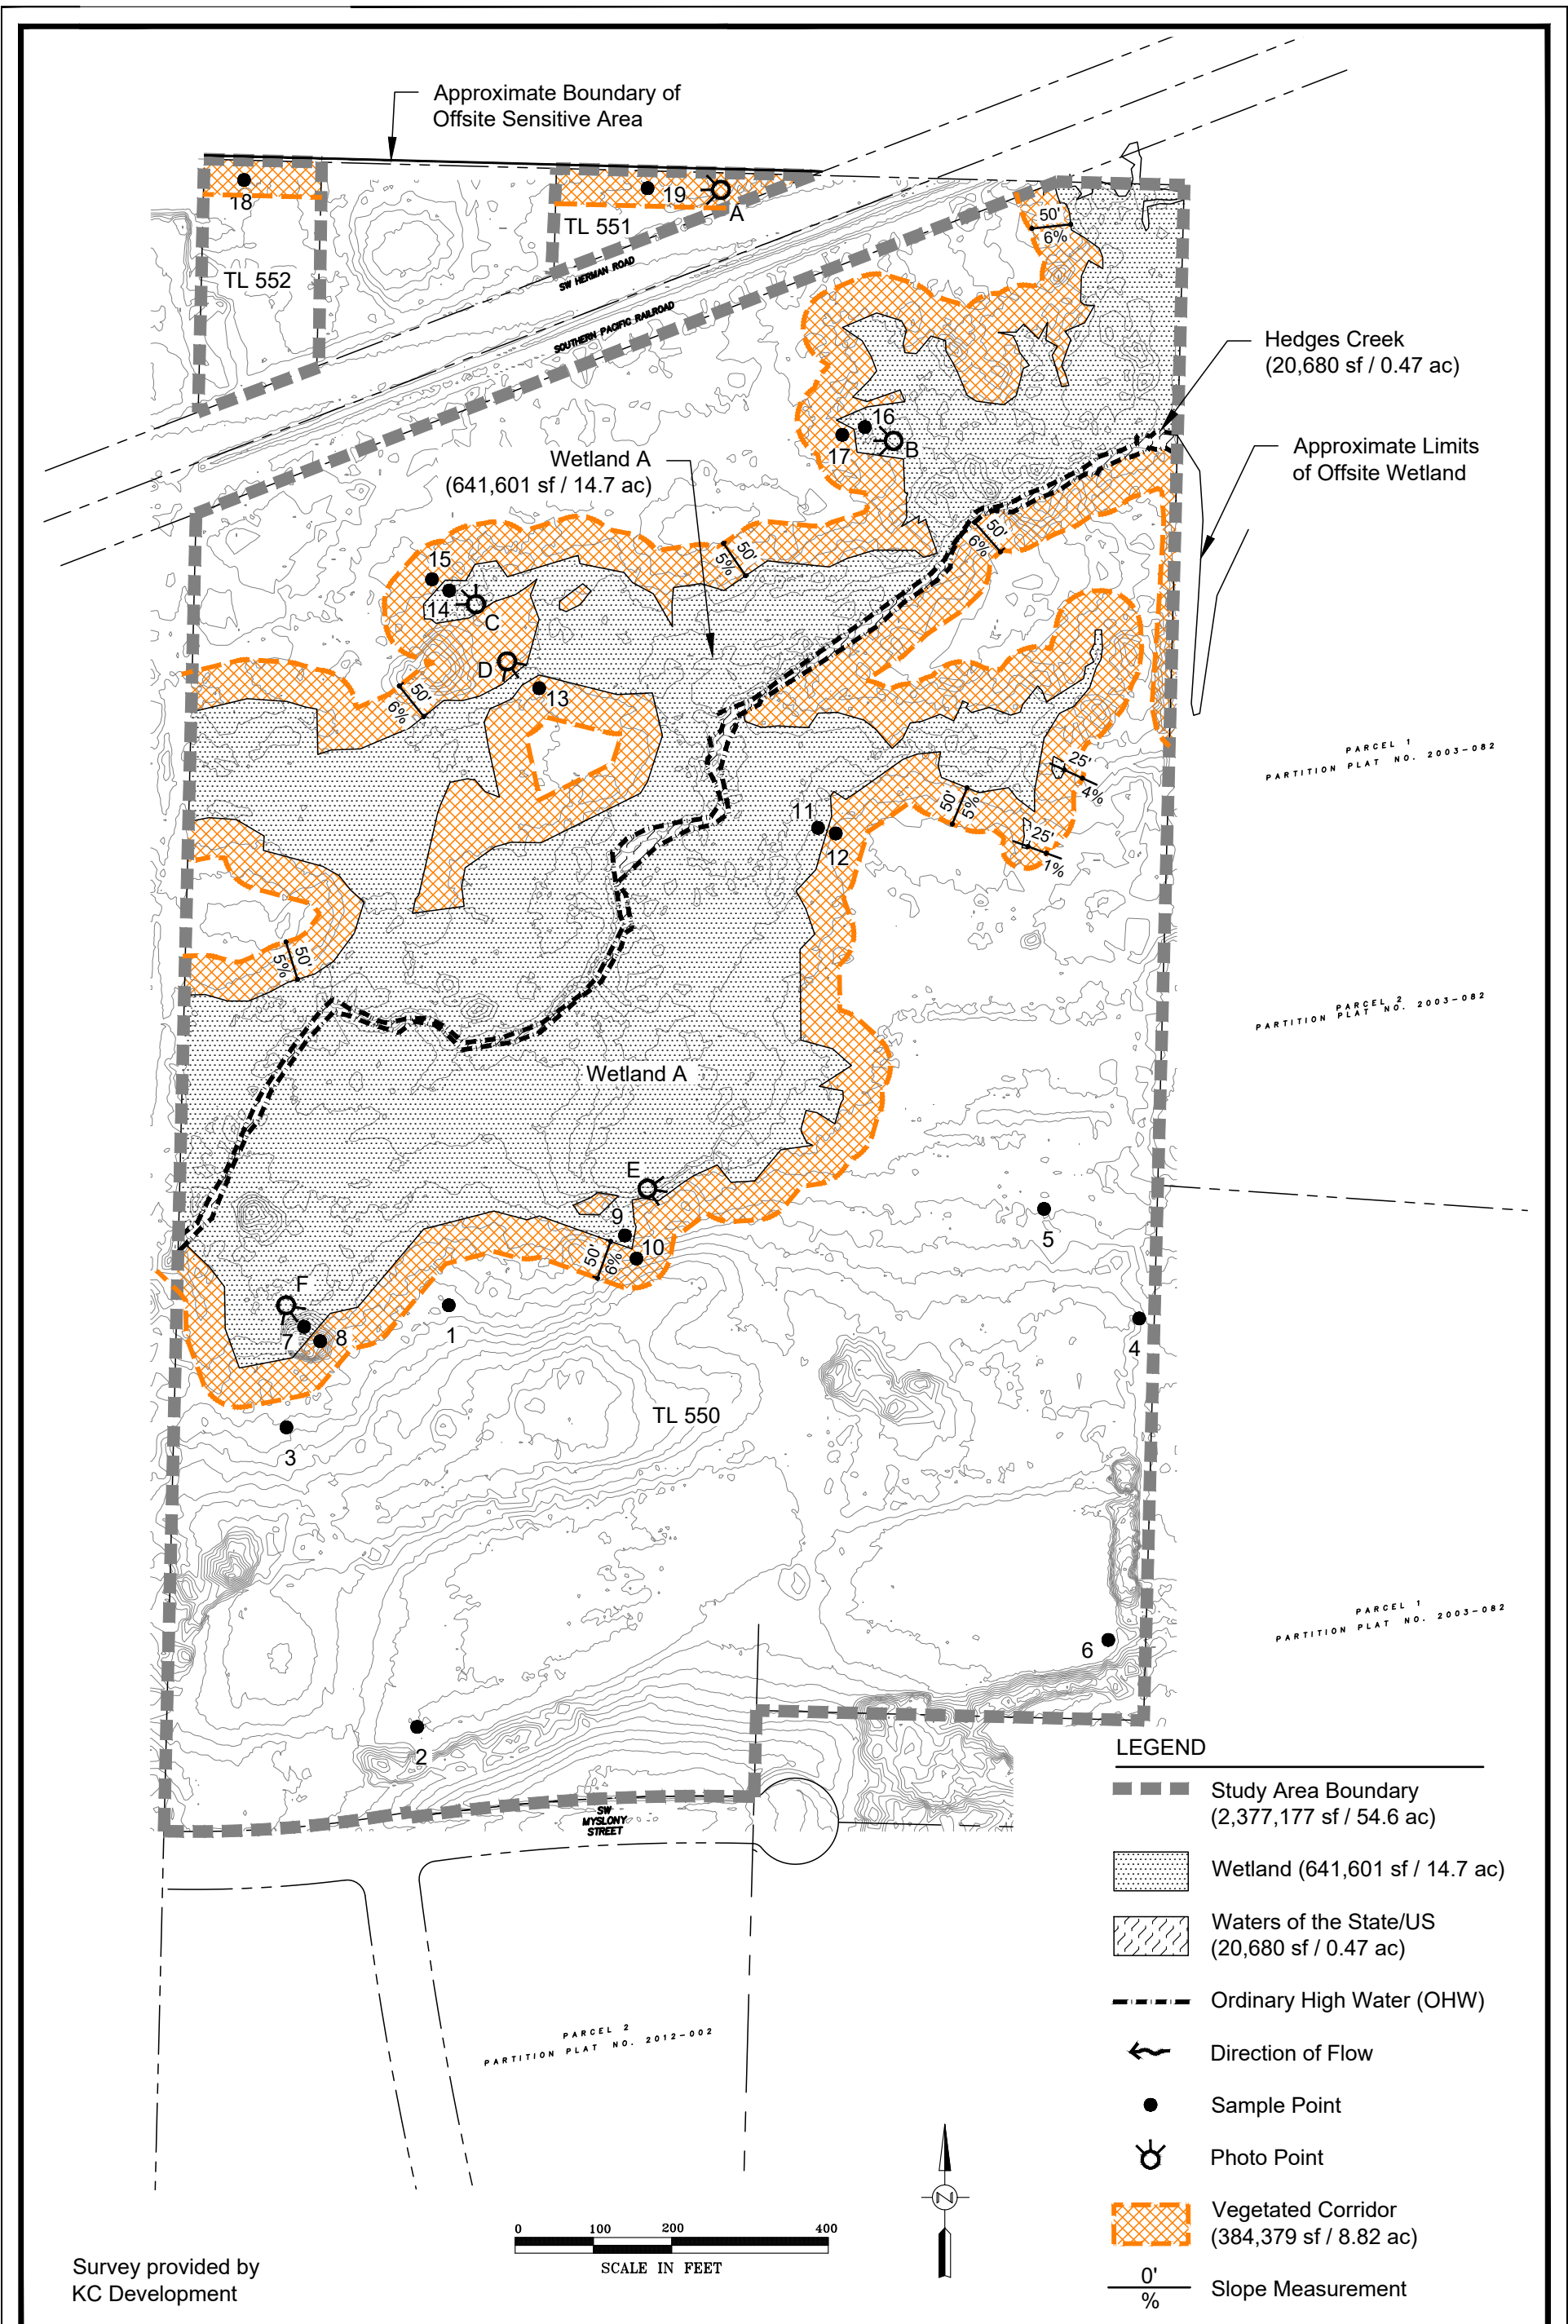 Approximate Boundary of
Offsite Sensitive Area
18
19
A
TL 551
TL 552
SW HERMAN ROAD
SOUTHERN PACIFIC RAILROAD
50'
6%
Hedges Creek
(20,680 sf / 0.47 ac)
16
17
B
Wetland A
(641,601 sf / 14.7 ac)
Approximate Limits
of Offsite Wetland
50'
6%
50'
5%
15
14
C
D
13
50'
6%
PARCEL 1
PARTITION PLAT NO. 2003-082
25'
4%
50'
5%
11
12
25'
1%
50'
5%
PARCEL 2
PARTITION PLAT NO. 2003-082
Wetland A
E
9
10
50'
6%
5
F
7
8
1
4
3
TL 550
PARCEL 1
PARTITION PLAT NO. 2003-082
6
2
SW
MYSLONY
STREET
LEGEND
Study Area Boundary
(2,377,177 sf / 54.6 ac)
Wetland (641,601 sf / 14.7 ac)
Waters of the State/US
(20,680 sf / 0.47 ac)
Ordinary High Water (OHW)
Direction of Flow
Sample Point
Photo Point
Vegetated Corridor
(384,379 sf / 8.82 ac)
0'
%
Slope Measurement
PARCEL 2
PARTITION PLAT NO. 2012-002
N
0 100 200 400
SCALE IN FEET
Survey provided by
KC Development